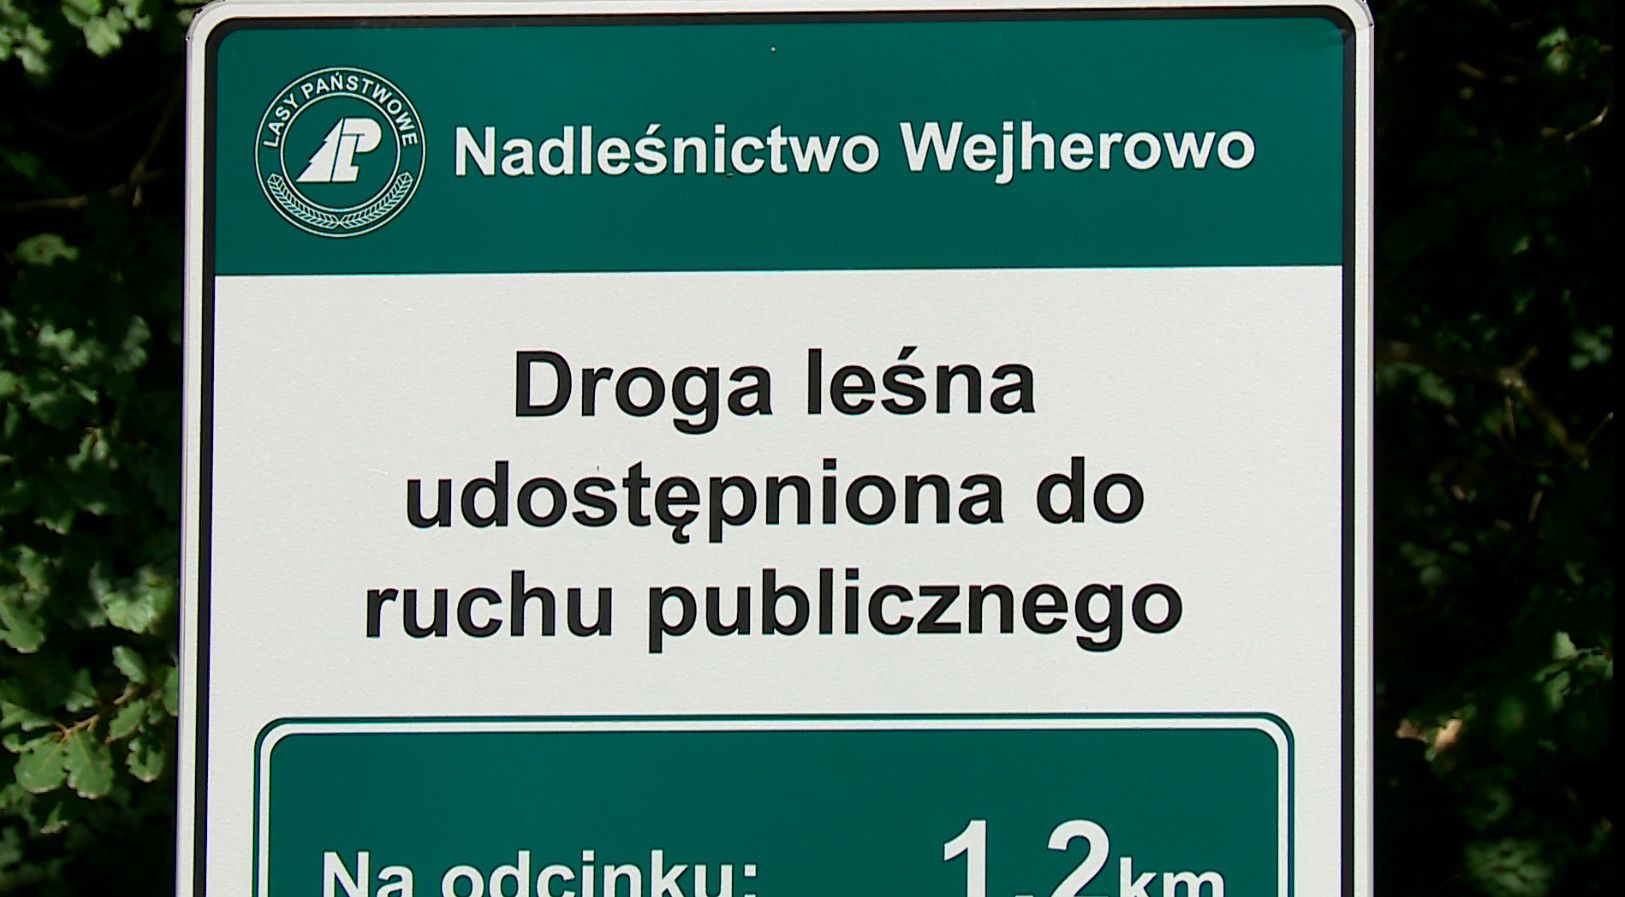 LASY PAŃSTWOWE
Nadleśnictwo Wejherowo
Droga leśna
udostępniona do
ruchu publicznego
Na odcinku: 1,2km